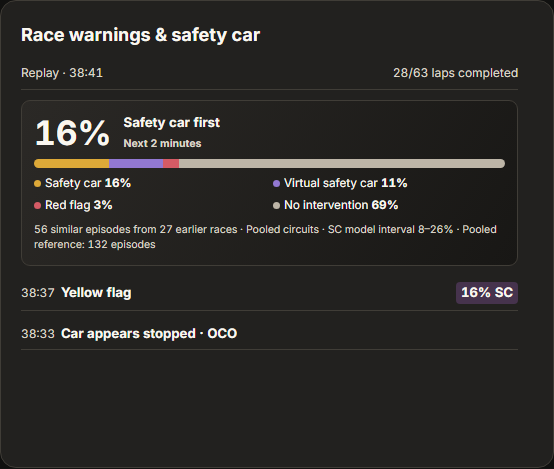 Race warnings & safety car
Replay · 38:41 28/63 laps completed
16% Safety car first
Next 2 minutes
Safety car 16% Virtual safety car 11%
Red flag 3% No intervention 69%
56 similar episodes from 27 earlier races · Pooled circuits · SC model interval 8–26% · Pooled
reference: 132 episodes
38:37 Yellow flag 16% SC
38:33 Car appears stopped · OCO